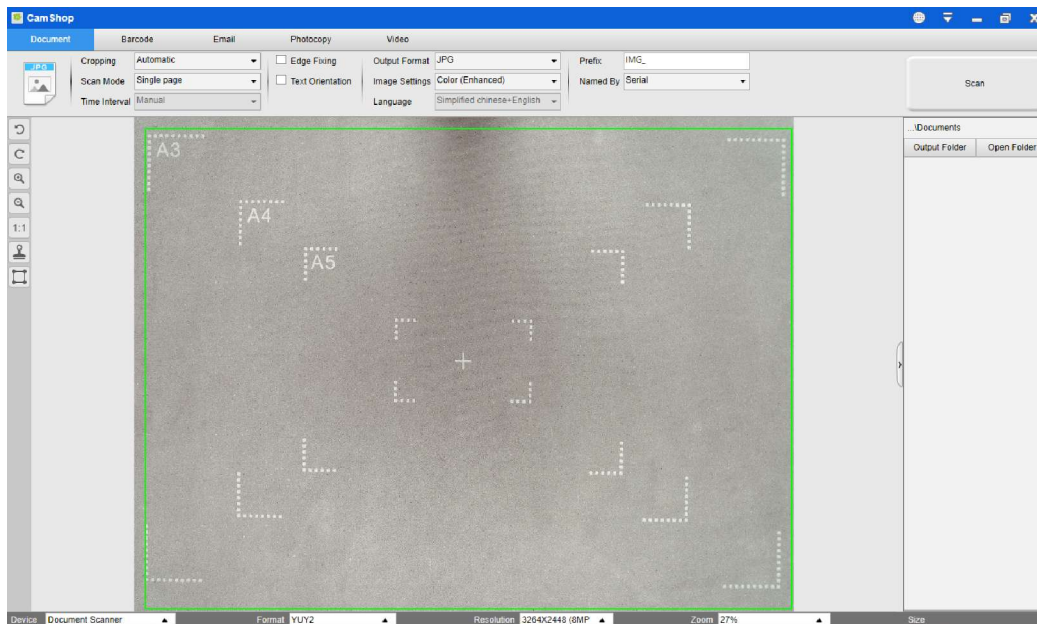 CamShop
Document Barcode Email Photocopy Video
JPG
Cropping Automatic Edge Fixing Output Format JPG Prefix IMG_
Scan Mode Single page Text Orientation Image Settings Color (Enhanced) Named By Serial
Time Interval Manual Language Simplified chinese+English
Scan
...\Documents
Output Folder Open Folder
1:1
A3
A4
A5
Device Document Scanner Format YUY2 Resolution 3264X2448 (8MP Zoom 27% Size